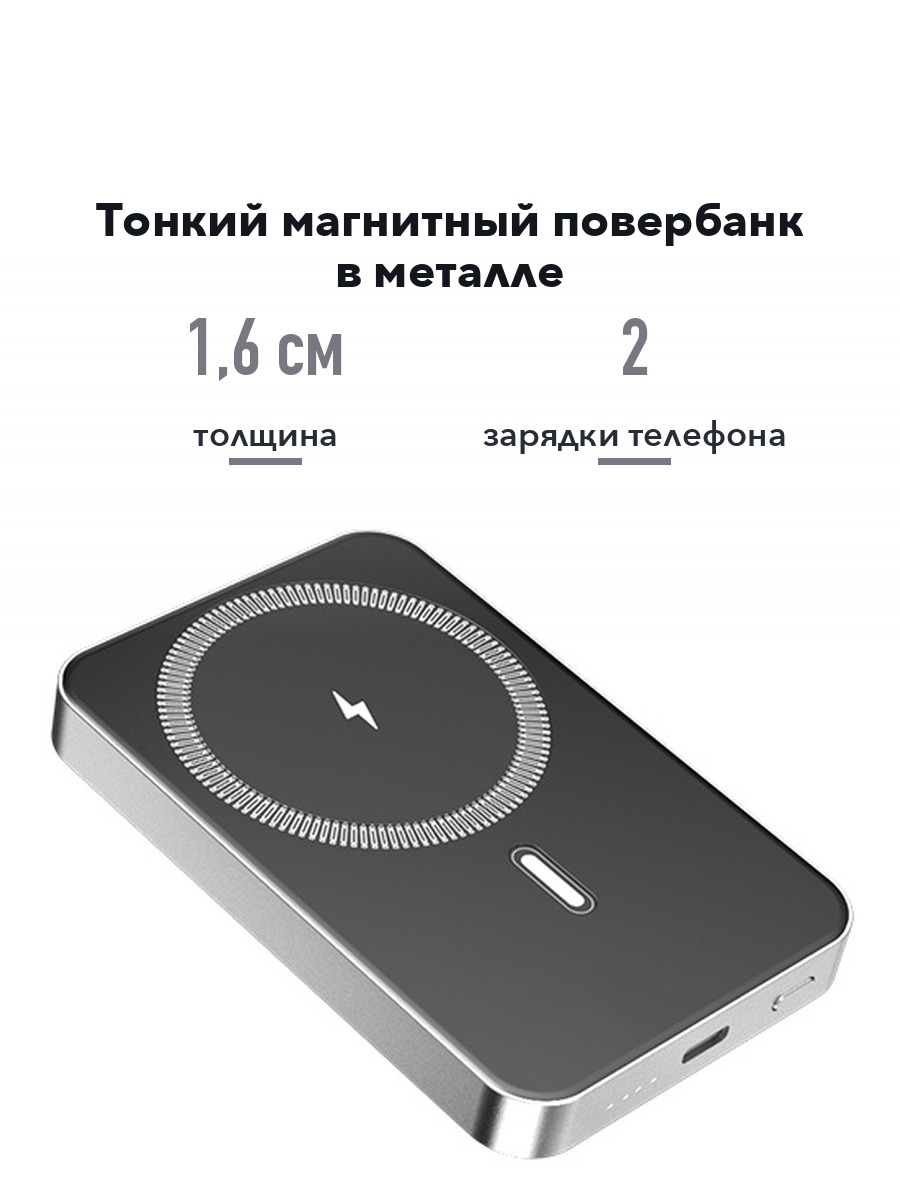 Тонкий магнитный повербанк
в металле
1,6 см
2
толщина
зарядки телефона